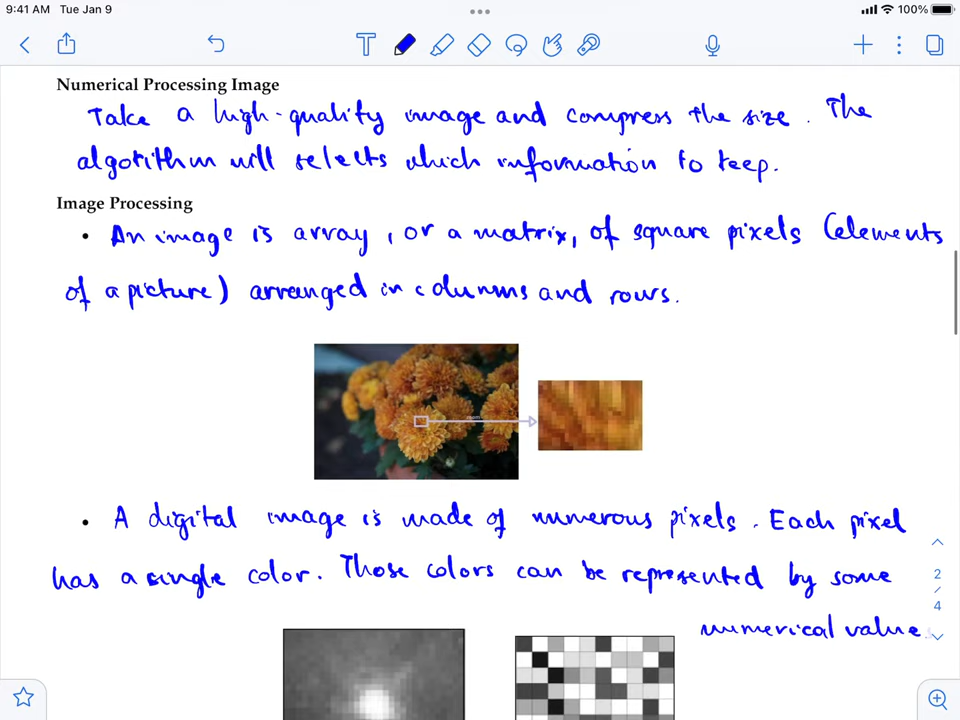 9:41 AM Tue Jan 9
100%
Numerical Processing Image
Take a high-quality image and compress the size. The
algotithm will selects which information to keep.
Image Processing
• An image is array, or a matrix, of square pixels (elements
of a picture) arranged in columns and rows.
• A digital image is made of numerous pixels. Each pixel
has a single color. Those colors can be represented by some
numerical value.
2
/
4